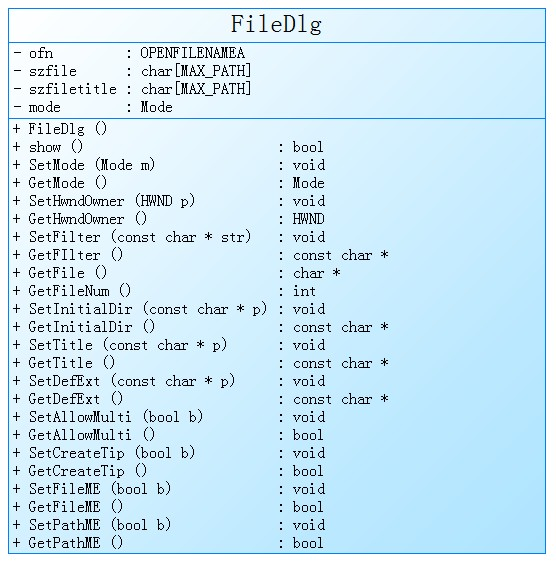 FileDlg
- ofn : OPENFILENAMEA
- szfile : char[MAX_PATH]
- szfiletitle : char[MAX_PATH]
- mode : Mode
+ FileDlg ()
+ show () : bool
+ SetMode (Mode m) : void
+ GetMode () : Mode
+ SetHwndOwner (HWND p) : void
+ GetHwndOwner () : HWND
+ SetFilter (const char * str) : void
+ GetFIlter () : const char *
+ GetFile () : char *
+ GetFileNum () : int
+ SetInitialDir (const char * p) : void
+ GetInitialDir () : const char *
+ SetTitle (const char * p) : void
+ GetTitle () : const char *
+ SetDefExt (const char * p) : void
+ GetDefExt () : const char *
+ SetAllowMulti (bool b) : void
+ GetAllowMulti () : bool
+ SetCreateTip (bool b) : void
+ GetCreateTip () : bool
+ SetFileME (bool b) : void
+ GetFileME () : bool
+ SetPathME (bool b) : void
+ GetPathME () : bool